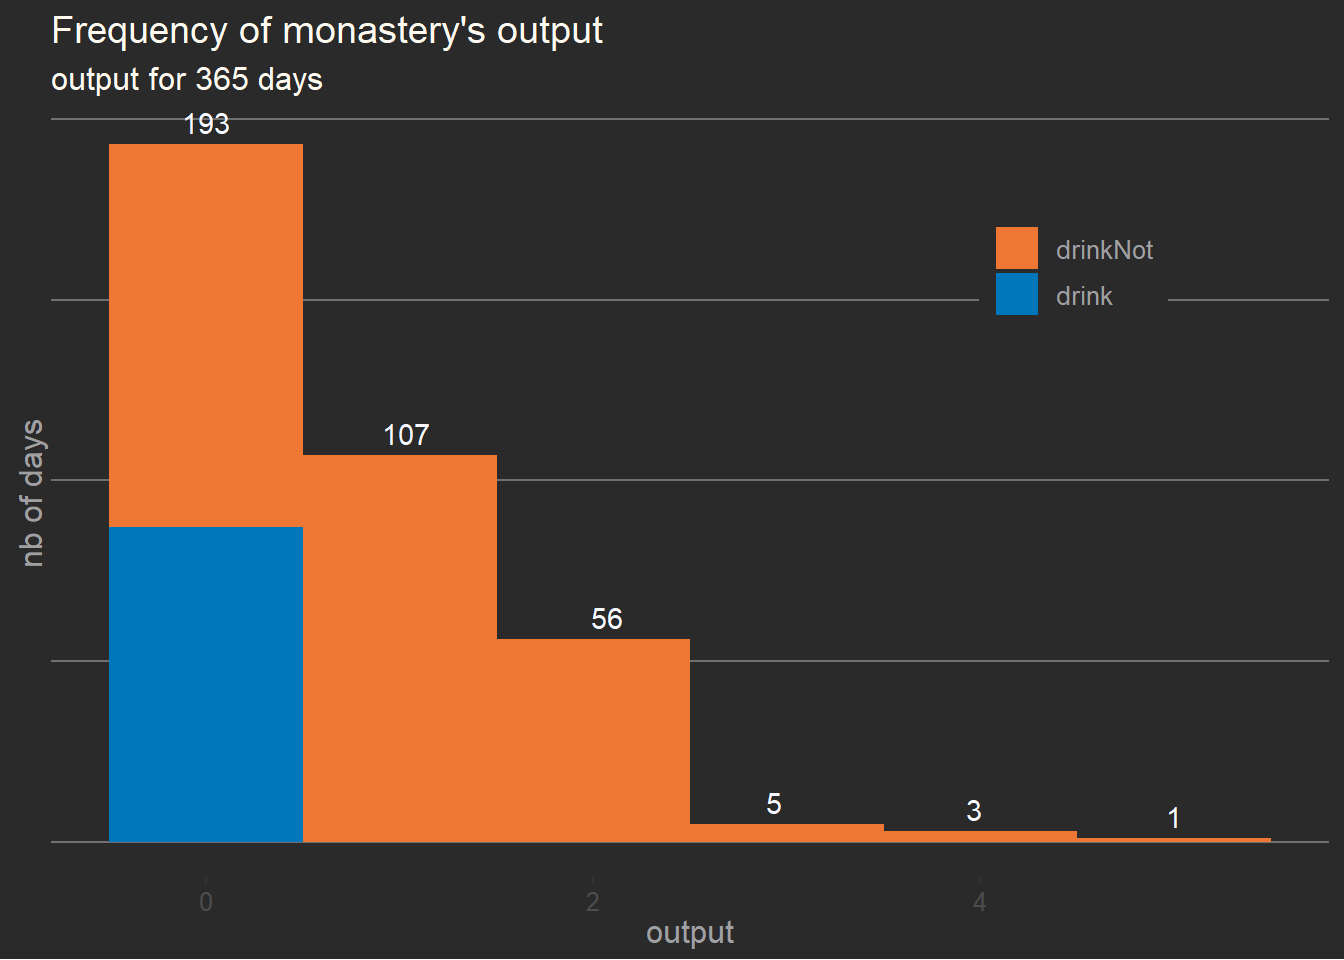 Frequency of monastery's output
output for 365 days
193
drinkNot
drink
107
nb of days
56
5
3
1
0
2
4
output